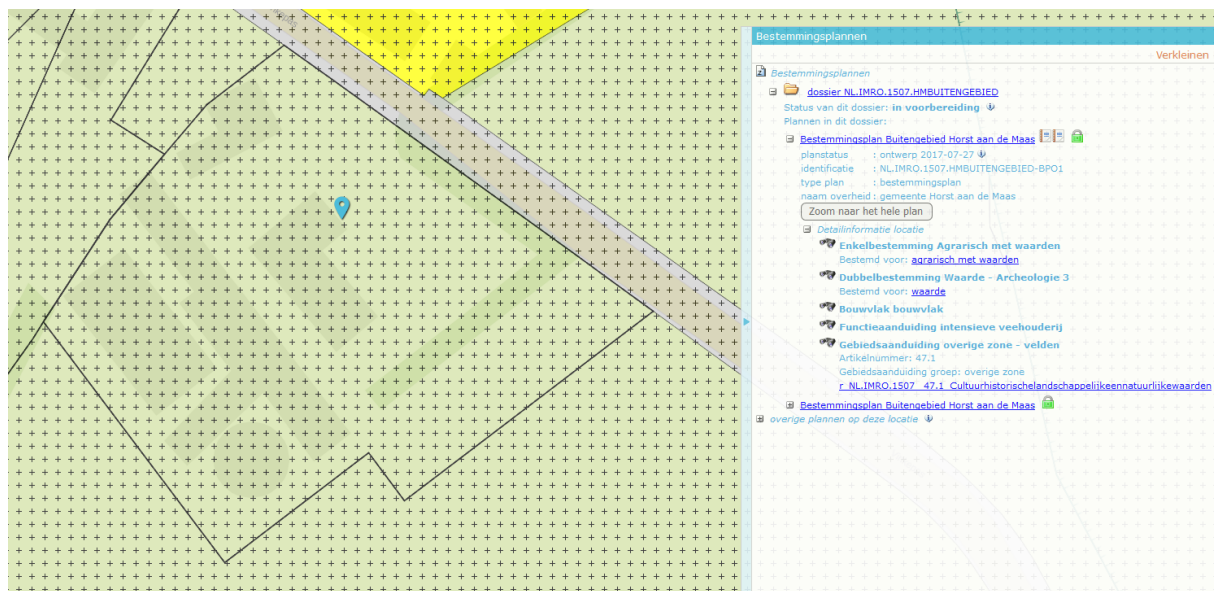 Bestemmingsplannen
Verkleinen
Bestemmingsplannen
dossier NL.IMRO.1507.HMBUITENGEBIED
Status van dit dossier: in voorbereiding
Plannen in dit dossier:
Bestemmingsplan Buitengebied Horst aan de Maas
planstatus : ontwerp 2017-07-27
identificatie : NL.IMRO.1507.HMBUITENGEBIED-BPO1
type plan : bestemmingsplan
naam overheid : gemeente Horst aan de Maas
Zoom naar het hele plan
Detailinformatie locatie
Enkelbestemming Agrarisch met waarden
Bestemd voor: agrarisch met waarden
Dubbelbestemming Waarde - Archeologie 3
Bestemd voor: waarde
Bouwvlak bouwvlak
Functieaanduiding intensieve veehouderij
Gebiedsaanduiding overige zone - velden
Artikelnummer: 47.1
Gebiedsaanduiding groep: overige zone
r_NL.IMRO.1507__47.1_Cultuurhistorischelandschappelijkeennatuurlijkewaarden
Bestemmingsplan Buitengebied Horst aan de Maas
overige plannen op deze locatie